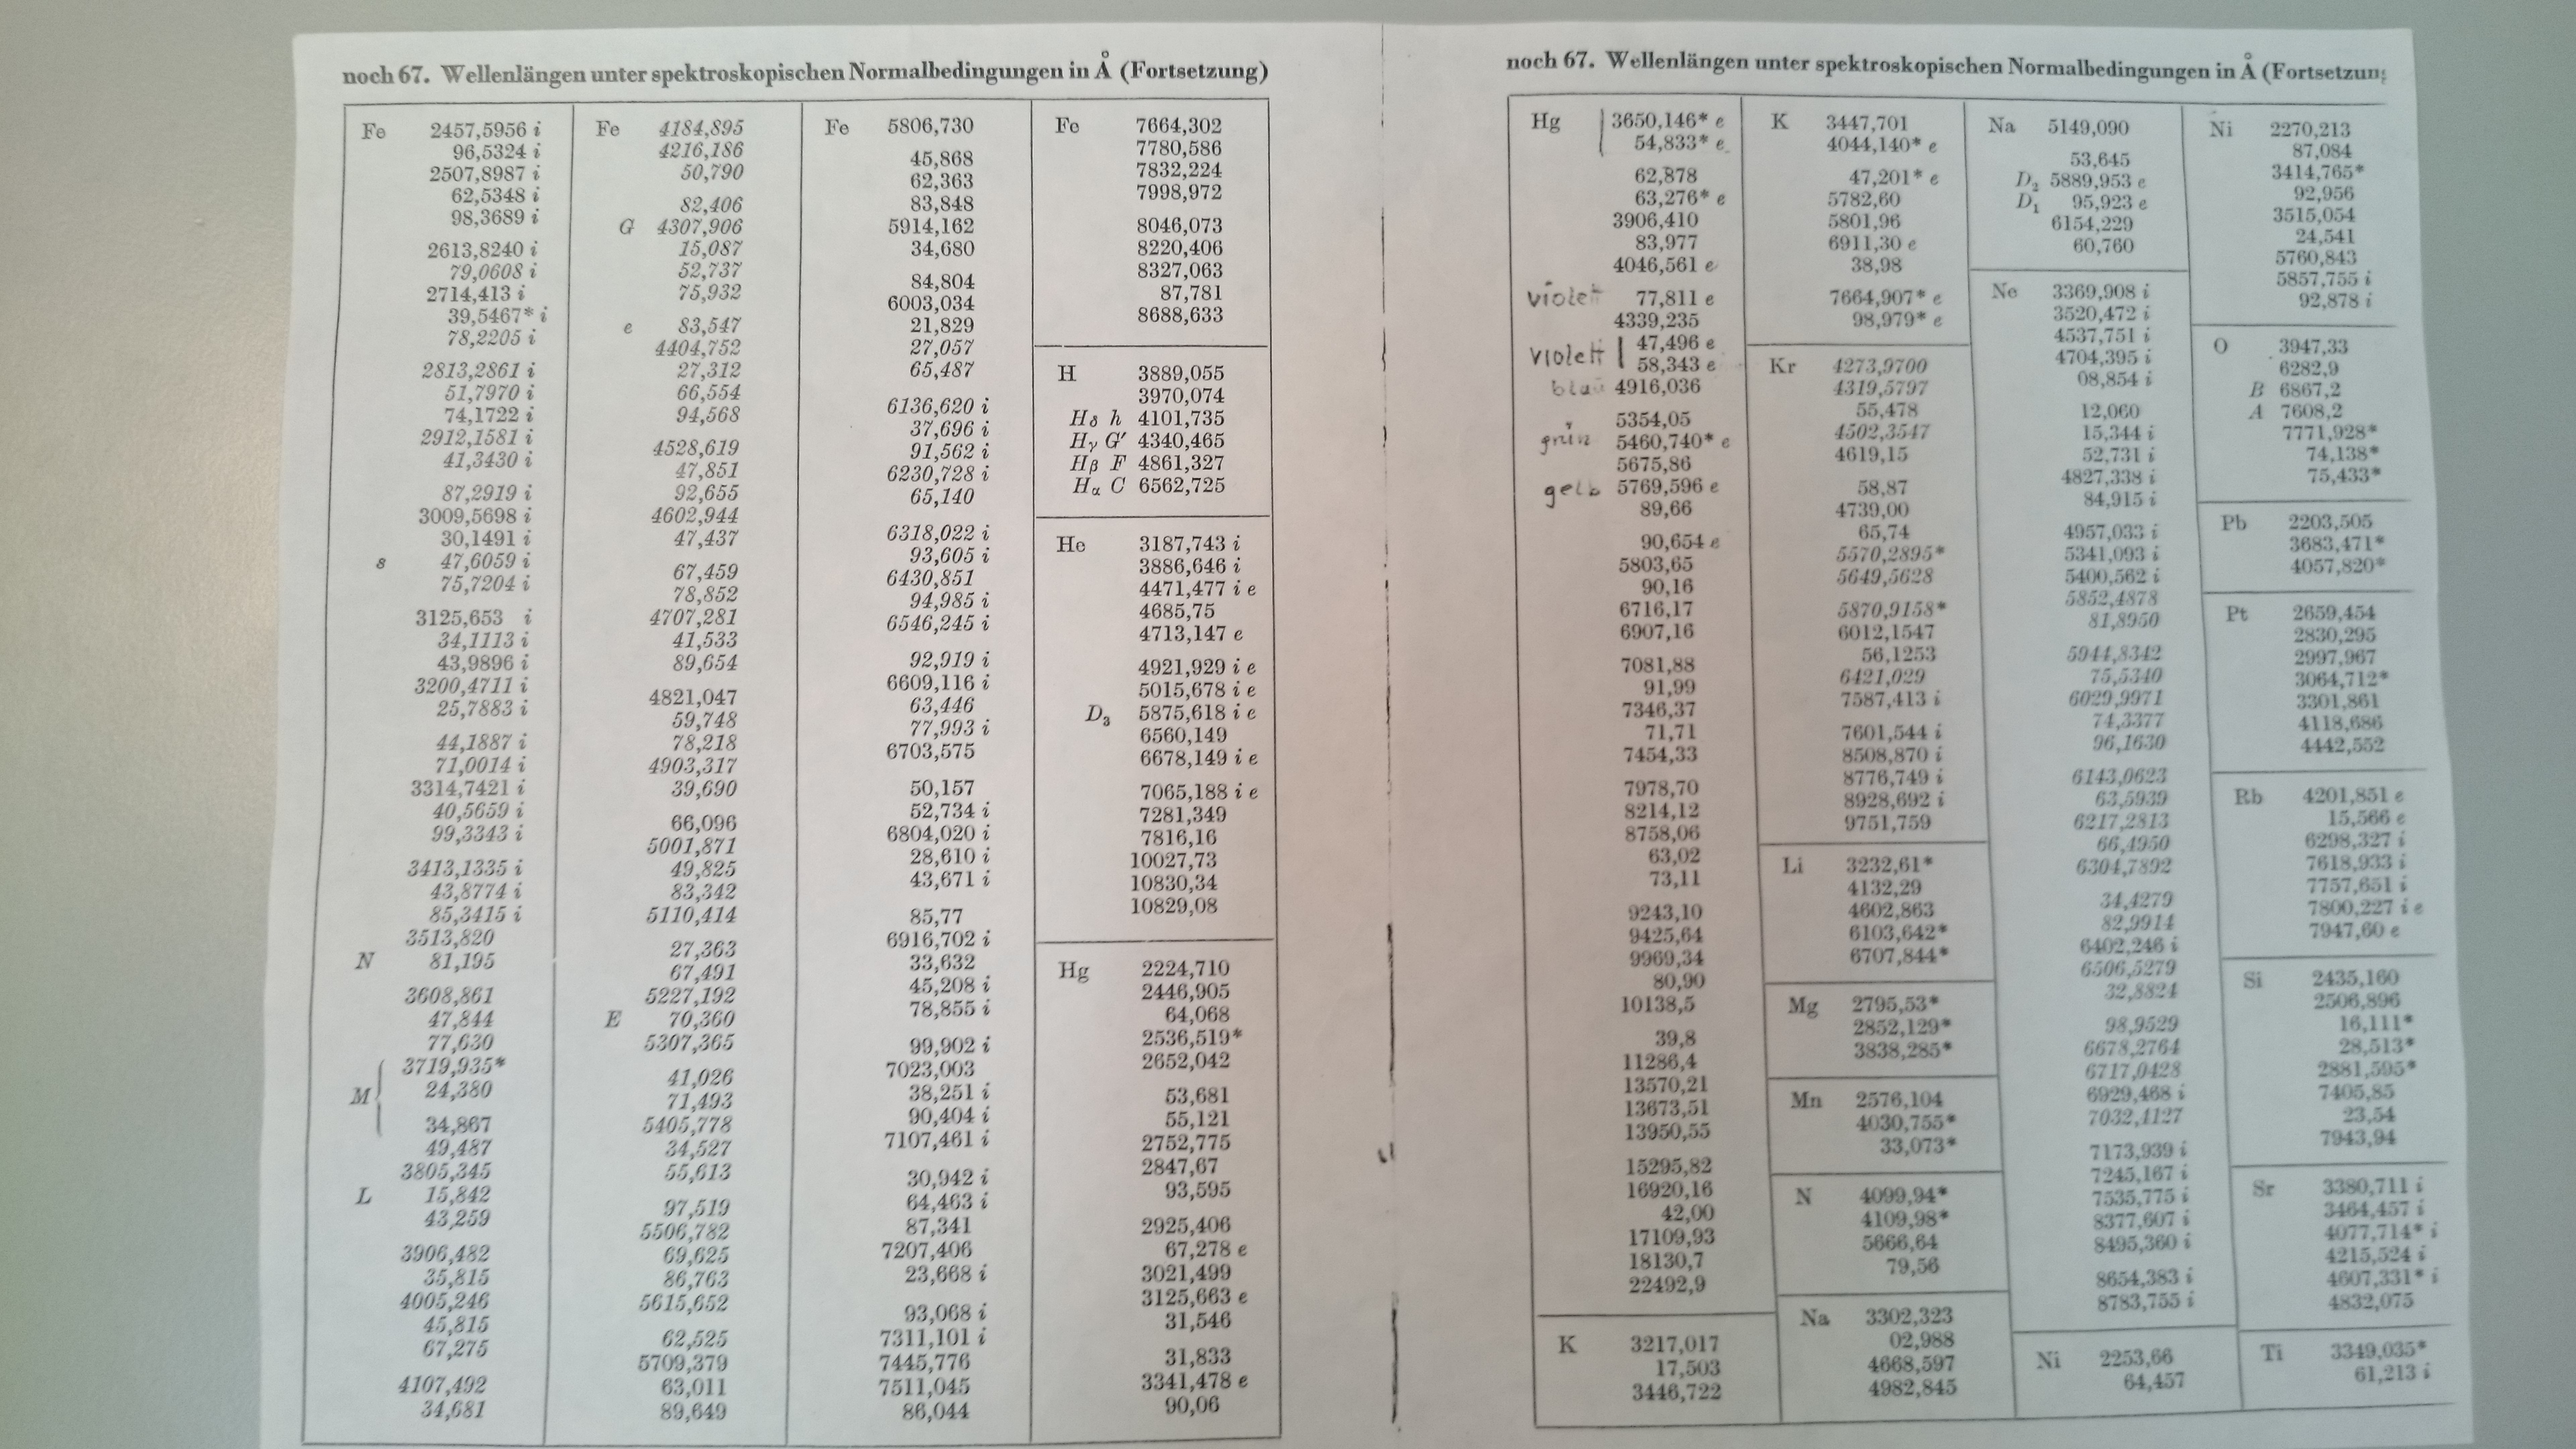 noch 67. Wellenlängen unter spektroskopischen Normalbedingungen in Å (Fortsetzung)
Fe 2457,5956 i
96,5324 i
2507,8987 i
62,5348 i
98,3689 i
2613,8240 i
79,0608 i
2714,413 i
39,5467* i
78,2205 i
2813,2861 i
51,7970 i
74,1722 i
2912,1581 i
41,3430 i
87,2919 i
3009,5698 i
30,1491 i
s 47,6059 i
75,7204 i
3125,653 i
34,1113 i
43,9896 i
3200,4711 i
25,7883 i
44,1887 i
71,0014 i
3314,7421 i
40,5659 i
99,3343 i
3413,1335 i
43,8774 i
85,3415 i
3513,820
N 81,195
3608,861
47,844
77,630
3719,935*
M 24,380
34,867
49,487
3805,345
L 15,842
43,259
3906,482
35,815
4005,246
45,815
67,275
4107,492
34,681
Fe 4184,895
4216,186
50,790
82,406
G 4307,906
15,087
52,737
75,932
e 83,547
4404,752
27,312
66,554
94,568
4528,619
47,851
92,655
4602,944
47,437
67,459
78,852
4707,281
41,533
89,654
4821,047
59,748
78,218
4903,317
39,690
66,096
5001,871
49,825
83,342
5110,414
27,363
67,491
5227,192
E 70,360
5307,365
41,026
71,493
5405,778
34,527
55,613
97,519
5506,782
69,625
86,763
5615,652
62,525
5709,379
63,011
89,649
Fe 5806,730
45,868
62,363
83,848
5914,162
34,680
84,804
6003,034
21,829
27,057
65,487
6136,620 i
37,696 i
91,562 i
6230,728 i
65,140
6318,022 i
93,605 i
6430,851
94,985 i
6546,245 i
92,919 i
6609,116 i
63,446
77,993 i
6703,575
50,157
52,734 i
6804,020 i
28,610 i
43,671 i
85,77
6916,702 i
33,632
45,208 i
78,855 i
99,902 i
7023,003
38,251 i
90,404 i
7107,461 i
30,942 i
64,463 i
87,341
7207,406
23,668 i
93,068 i
7311,101 i
7445,776
7511,045
86,044
Fe 7664,302
7780,586
7832,224
7998,972
8046,073
8220,406
8327,063
87,781
8688,633
H 3889,055
3970,074
Hδ h 4101,735
Hγ G′ 4340,465
Hβ F 4861,327
Hα C 6562,725
He 3187,743 i
3886,646 i
4471,477 i e
4685,75
4713,147 e
4921,929 i e
5015,678 i e
D₃ 5875,618 i e
6560,149
6678,149 i e
7065,188 i e
7281,349
7816,16
10027,73
10830,34
10829,08
Hg 2224,710
2446,905
64,068
2536,519*
2652,042
53,681
55,121
2752,775
2847,67
93,595
2925,406
67,278 e
3021,499
3125,663 e
31,546
31,833
3341,478 e
90,06
noch 67. Wellenlängen unter spektroskopischen Normalbedingungen in Å (Fortsetzung
Hg 3650,146* e
54,833* e
62,878
63,276* e
3906,410
83,977
4046,561 e
violett 77,811 e
4339,235
violett 47,496 e
58,343 e
blau 4916,036
5354,05
grün 5460,740* e
5675,86
gelb 5769,596 e
89,66
90,654 e
5803,65
90,16
6716,17
6907,16
7081,88
91,99
7346,37
71,71
7454,33
7978,70
8214,12
8758,06
63,02
73,11
9243,10
9425,64
9969,34
80,90
10138,5
39,8
11286,4
13570,21
13673,51
13950,55
15295,82
16920,16
42,00
17109,93
18130,7
22492,9
K 3217,017
17,503
3446,722
K 3447,701
4044,140* e
47,201* e
5782,60
5801,96
6911,30 e
38,98
7664,907* e
98,979* e
Kr 4273,9700
4319,5797
55,478
4502,3547
4619,15
58,87
4739,00
65,74
5570,2895*
5649,5628
5870,9158*
6012,1547
56,1253
6421,029
7587,413 i
7601,544 i
8508,870 i
8776,749 i
8928,692 i
9751,759
Li 3232,61*
4132,29
4602,863
6103,642*
6707,844*
Mg 2795,53*
2852,129*
3838,285*
Mn 2576,104
4030,755*
33,073*
N 4099,94*
4109,98*
5666,64
79,56
Na 3302,323
02,988
4668,597
4982,845
Na 5149,090
53,645
D₂ 5889,953 e
D₁ 95,923 e
6154,229
60,760
Ne 3369,908 i
3520,472 i
4537,751 i
4704,395 i
08,854 i
12,060
15,344 i
52,731 i
4827,338 i
84,915 i
4957,033 i
5341,093 i
5400,562 i
5852,4878
81,8950
5944,8342
75,5340
6029,9971
74,3377
96,1630
6143,0623
63,5939
6217,2813
66,4950
6304,7892
34,4279
82,9914
6402,246 i
6506,5279
32,8824
98,9529
6678,2764
6717,0428
6929,468 i
7032,4127
7173,939 i
7245,167 i
7535,775 i
8377,607 i
8495,360 i
8654,383 i
8783,755 i
Ni 2253,66
64,457
Ni 2270,213
87,084
3414,765*
92,956
3515,054
24,541
5760,843
5857,755 i
92,878 i
O 3947,33
6282,9
B 6867,2
A 7608,2
7771,928*
74,138*
75,433*
Pb 2203,505
3683,471*
4057,820*
Pt 2659,454
2830,295
2997,967
3064,712*
3301,861
4118,686
4442,552
Rb 4201,851 e
15,566 e
6298,327 i
7618,933 i
7757,651 i
7800,227 i e
7947,60 e
Si 2435,160
2506,896
16,111*
28,513*
2881,595*
7405,85
23,54
7943,94
Sr 3380,711 i
3464,457 i
4077,714* i
4215,524 i
4607,331* i
4832,075
Ti 3349,035*
61,213 i